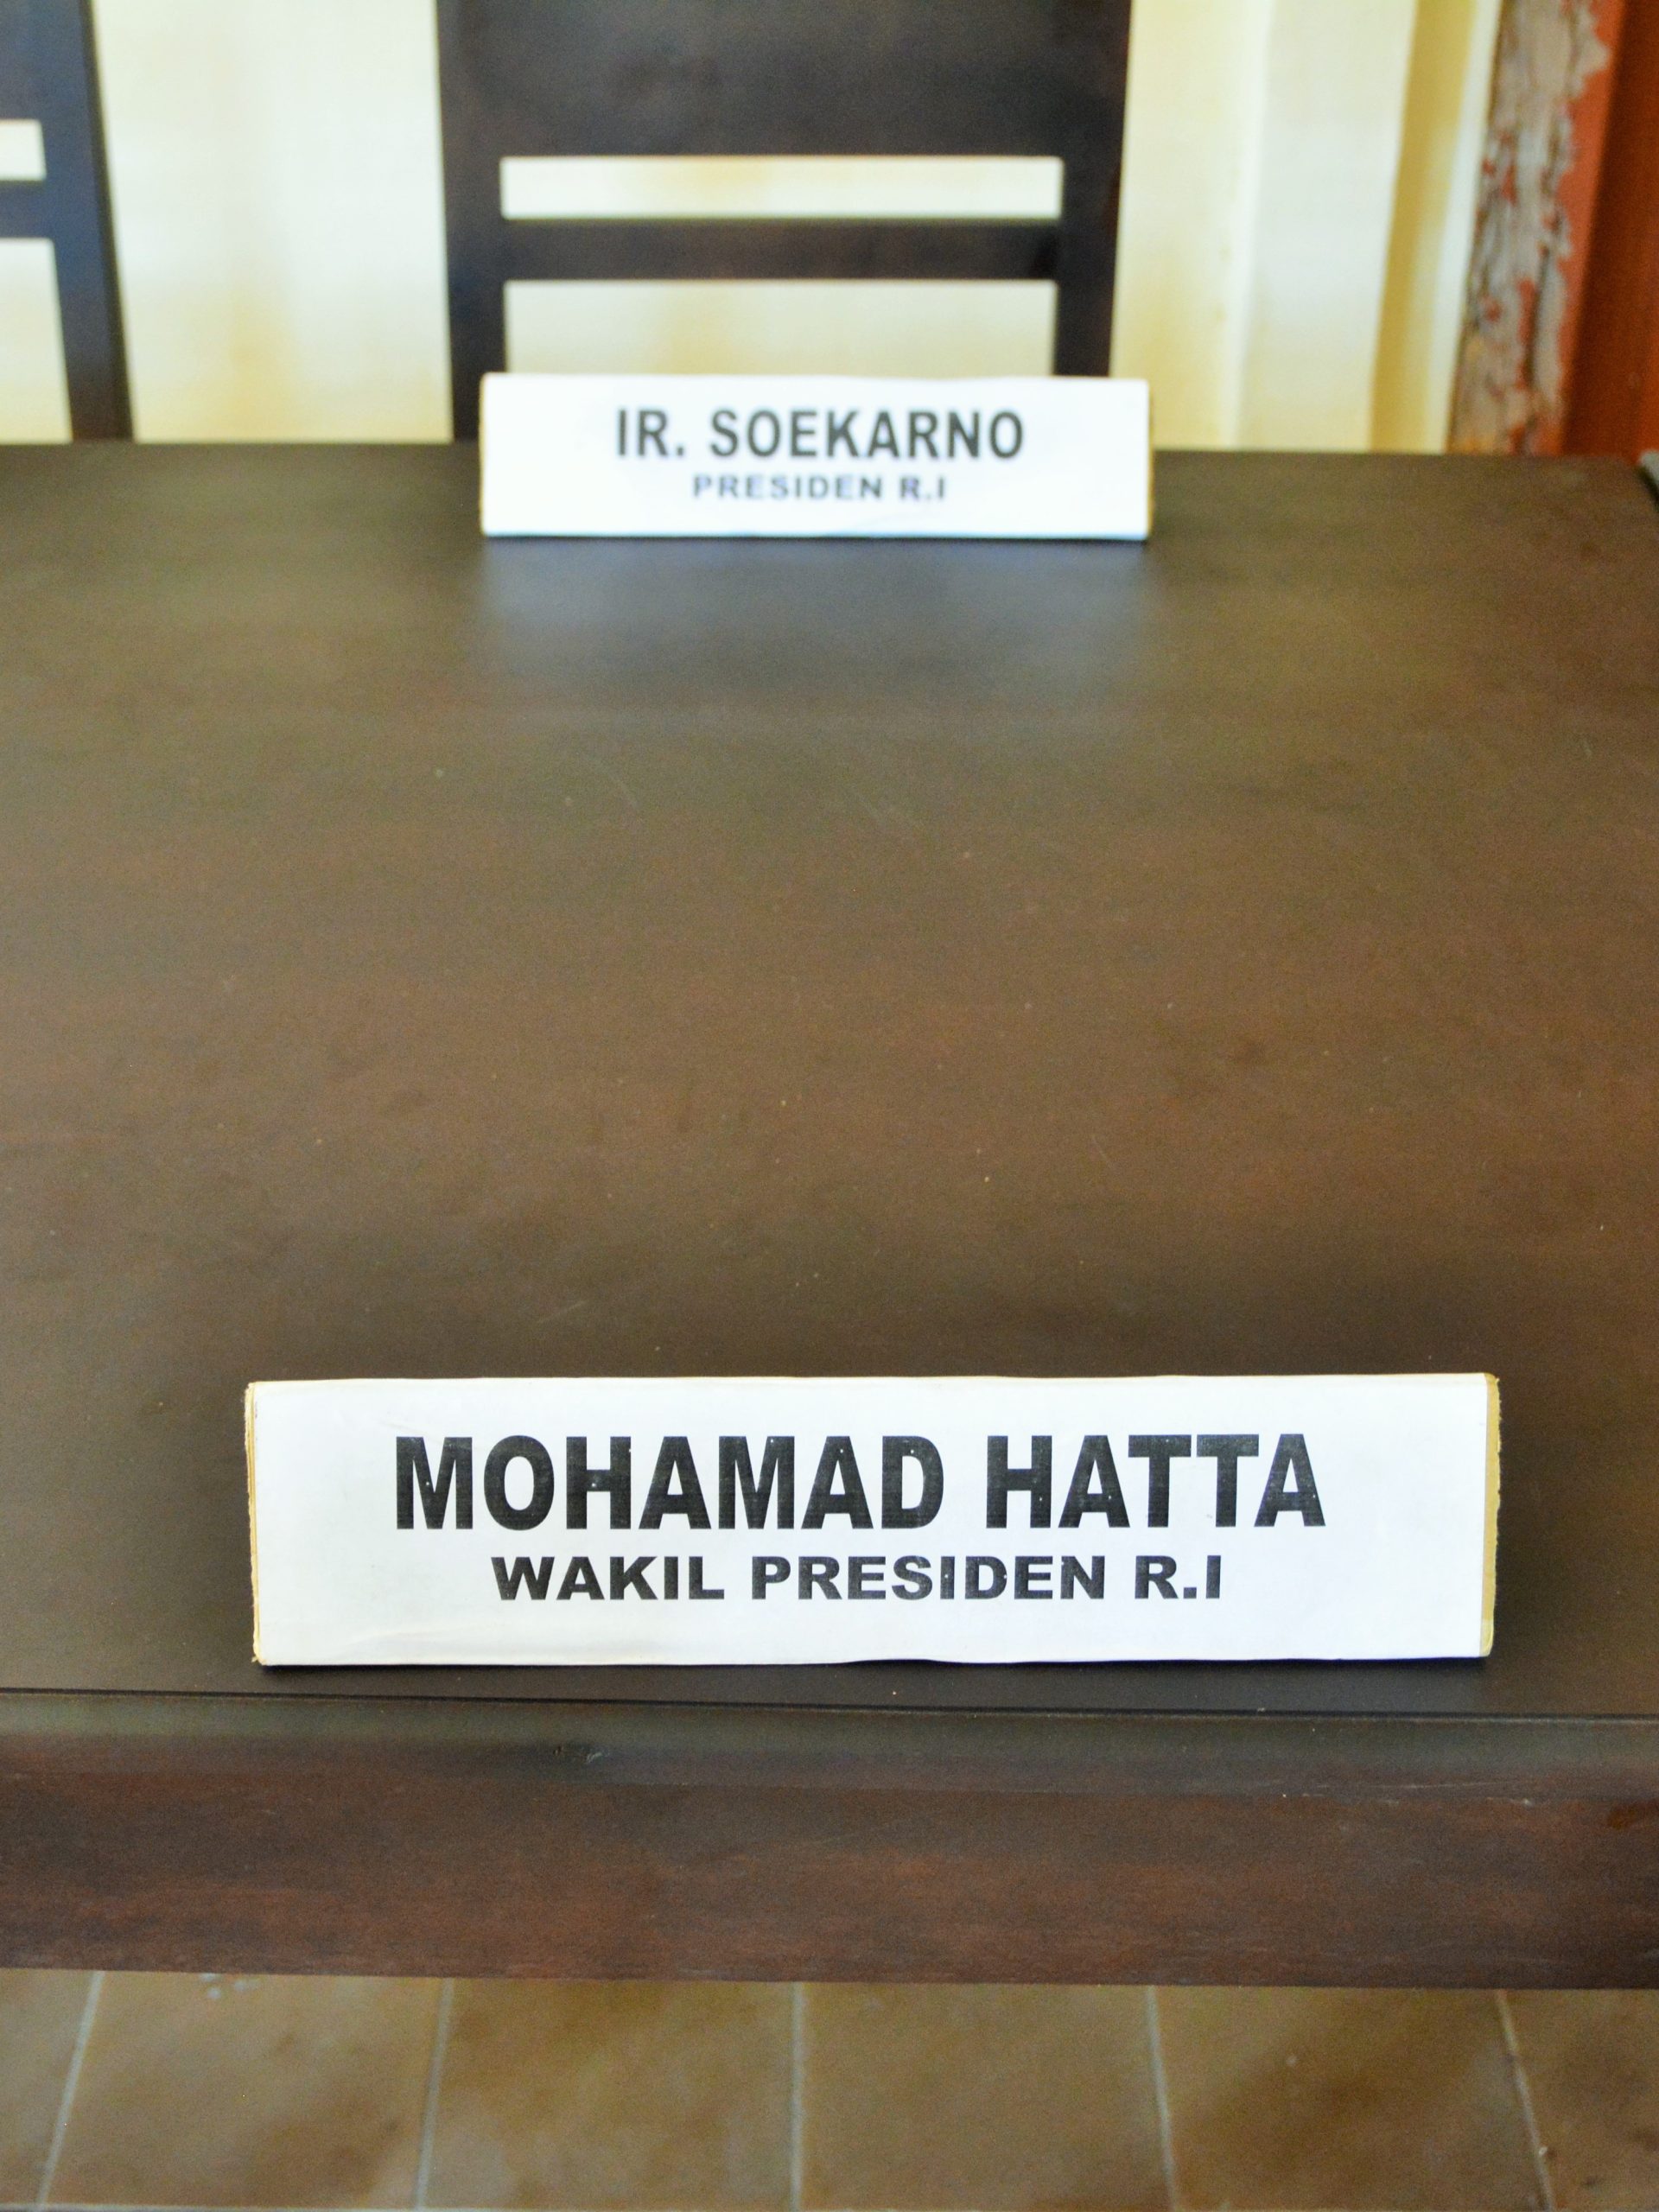 IR. SOEKARNO
PRESIDEN R.I
MOHAMAD HATTA
WAKIL PRESIDEN R.I